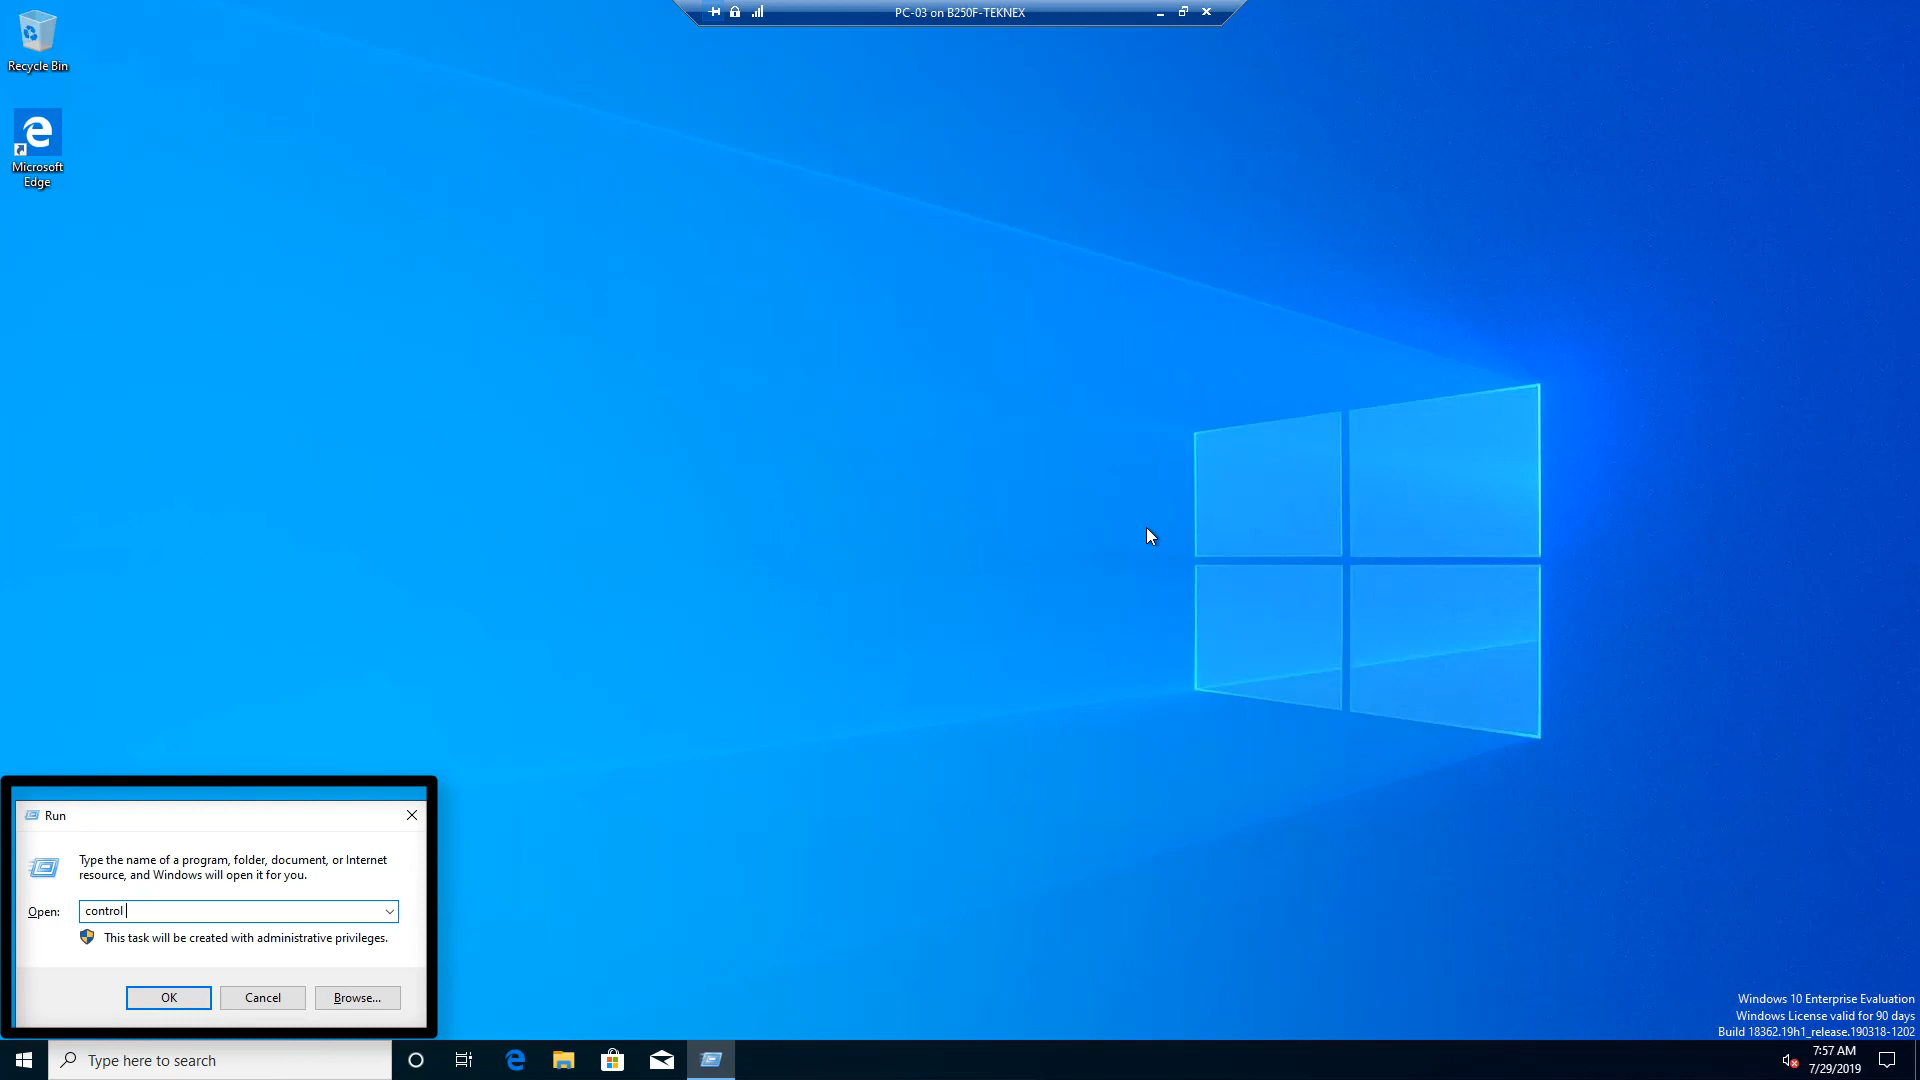 PC-03 on B250F-TEKNEX
Recycle Bin
Microsoft
Edge
Run
Type the name of a program, folder, document, or Internet
resource, and Windows will open it for you.
Open:
control
This task will be created with administrative privileges.
OK
Cancel
Browse...
Windows 10 Enterprise Evaluation
Windows License valid for 90 days
Build 18362.19h1_release.190318-1202
Type here to search
7:57 AM
7/29/2019